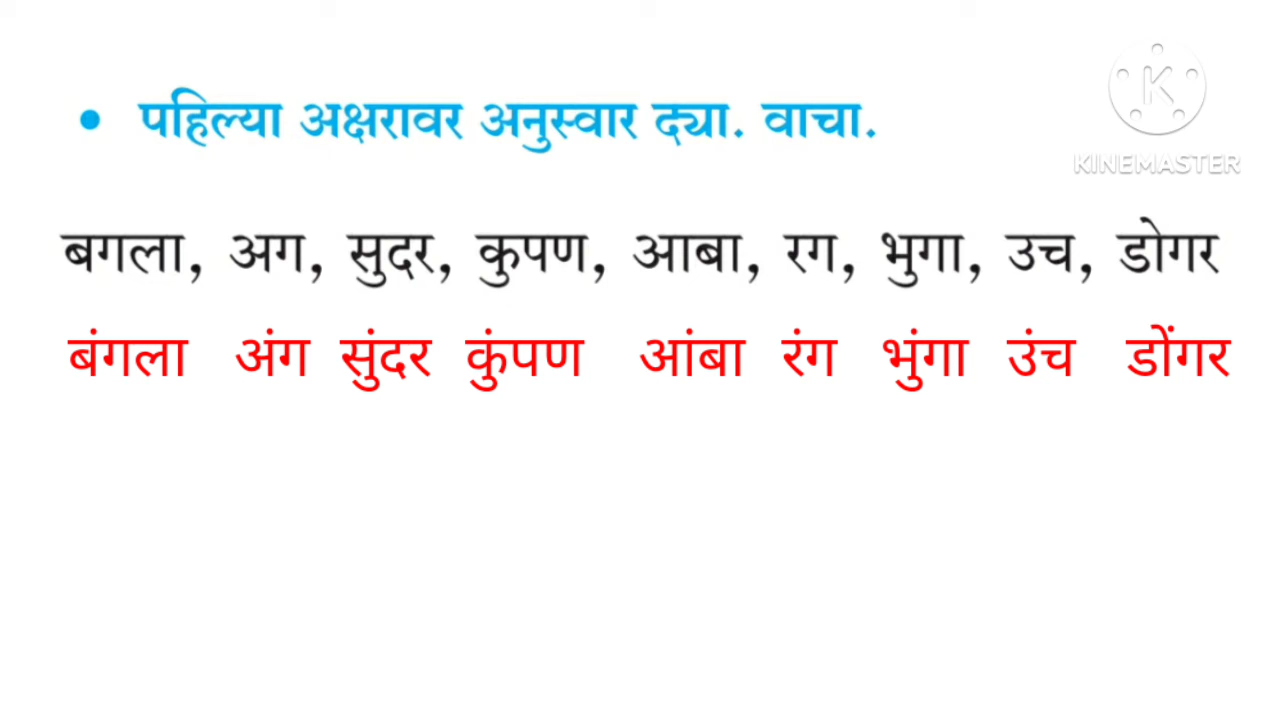 • पहिल्या अक्षरावर अनुस्वार द्या. वाचा.
KINEMASTER
बगला, अग, सुदर, कुपण, आबा, रग, भुगा, उच, डोगर
बंगला अंग सुंदर कुंपण आंबा रंग भुंगा उंच डोंगर